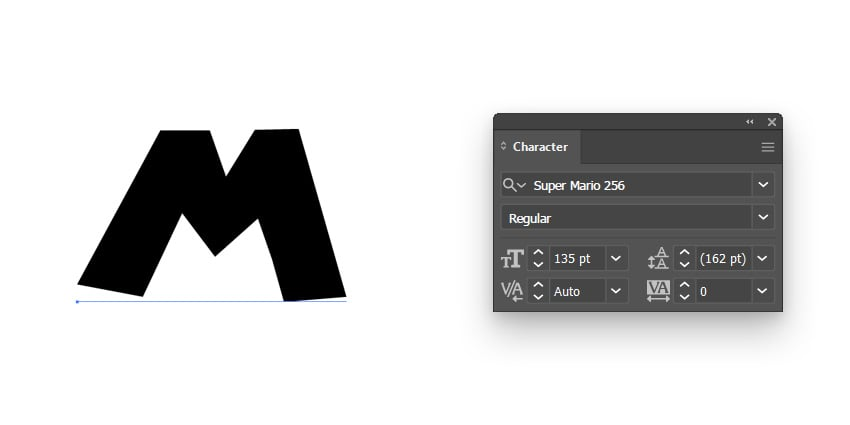 M
Character
Super Mario 256
Regular
135 pt (162 pt)
Auto 0